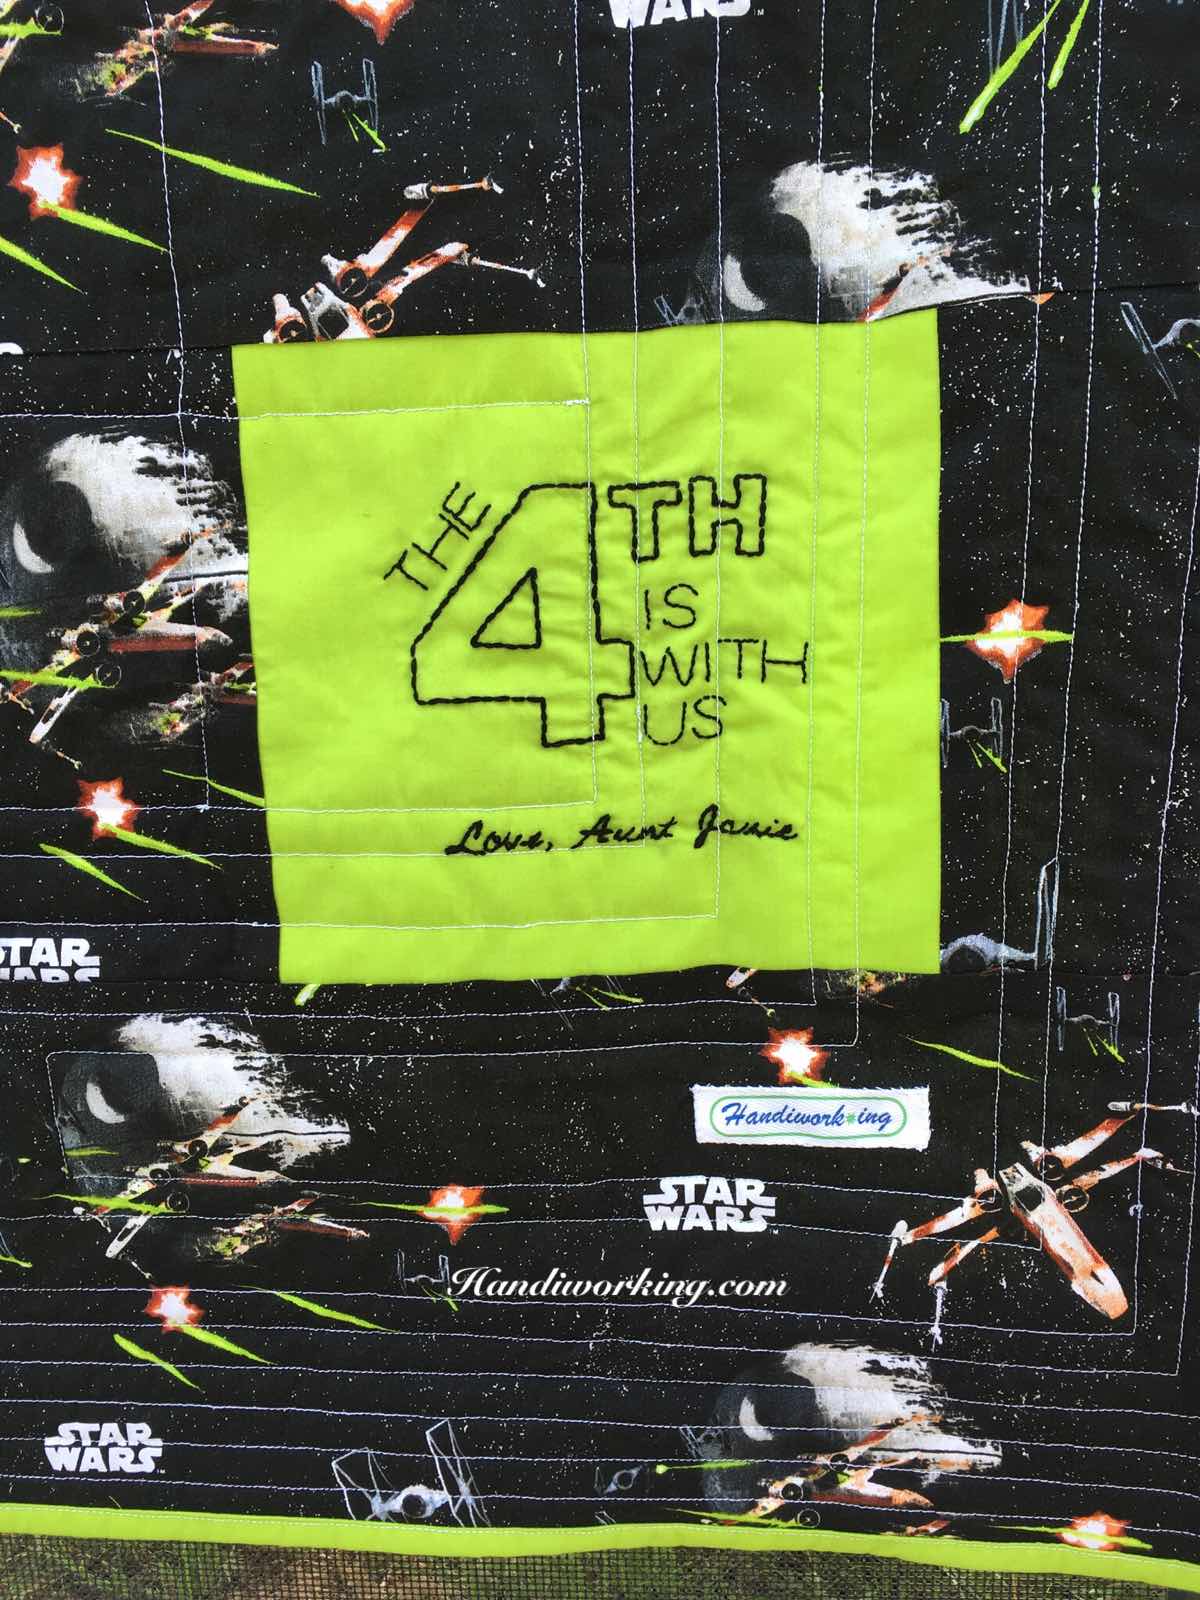 WARS
THE
4TH
IS
WITH
US
Love, Aunt Janie
STAR
WARS
Handiwork*ing
STAR
WARS
Handiworking.com
STAR
WARS